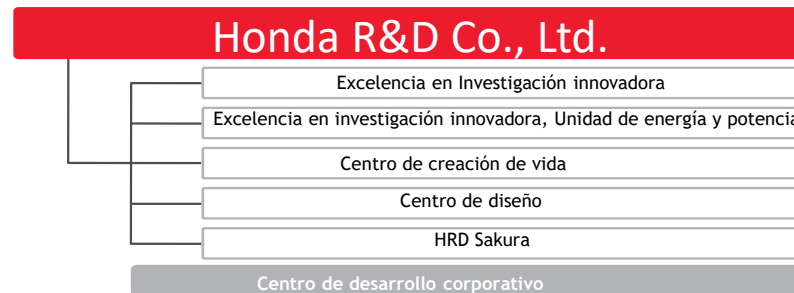 Honda R&D Co., Ltd.
Excelencia en Investigación innovadora
Excelencia en investigación innovadora, Unidad de energía y potencia
Centro de creación de vida
Centro de diseño
HRD Sakura
Centro de desarrollo corporativo